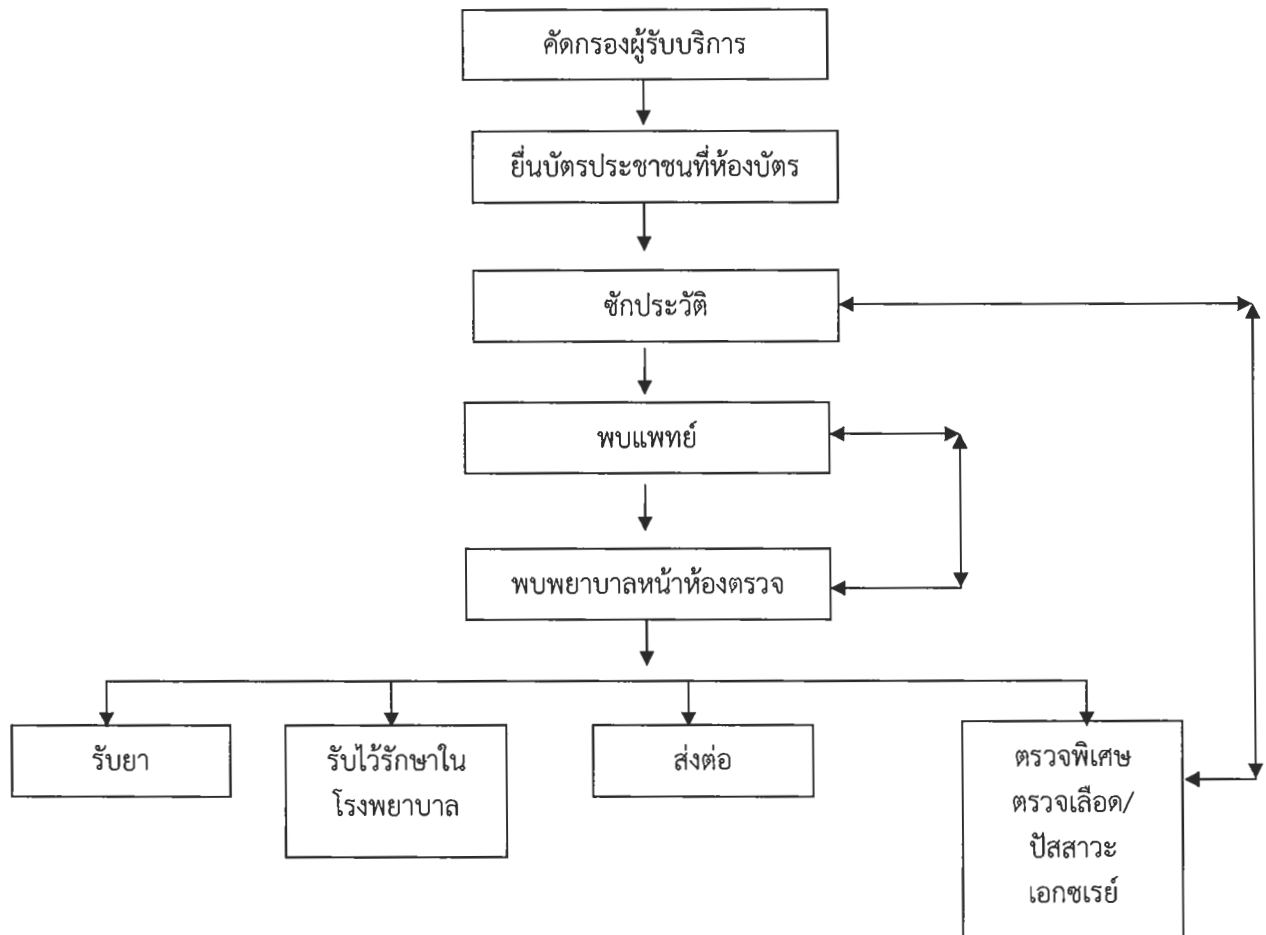 คัดกรองผู้รับบริการ
ยื่นบัตรประชาชนที่ห้องบัตร
ซักประวัติ
พบแพทย์
พบพยาบาลหน้าห้องตรวจ
รับยา
รับไว้รักษาใน
โรงพยาบาล
ส่งต่อ
ตรวจพิเศษ
ตรวจเลือด/
ปัสสาวะ
เอกซเรย์